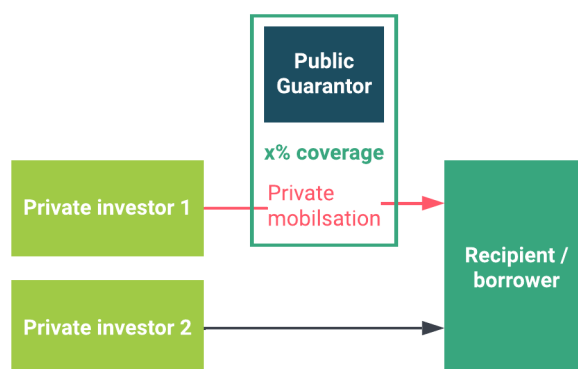 Public
Guarantor
x% coverage
Private investor 1
Private
mobilsation
Recipient /
borrower
Private investor 2